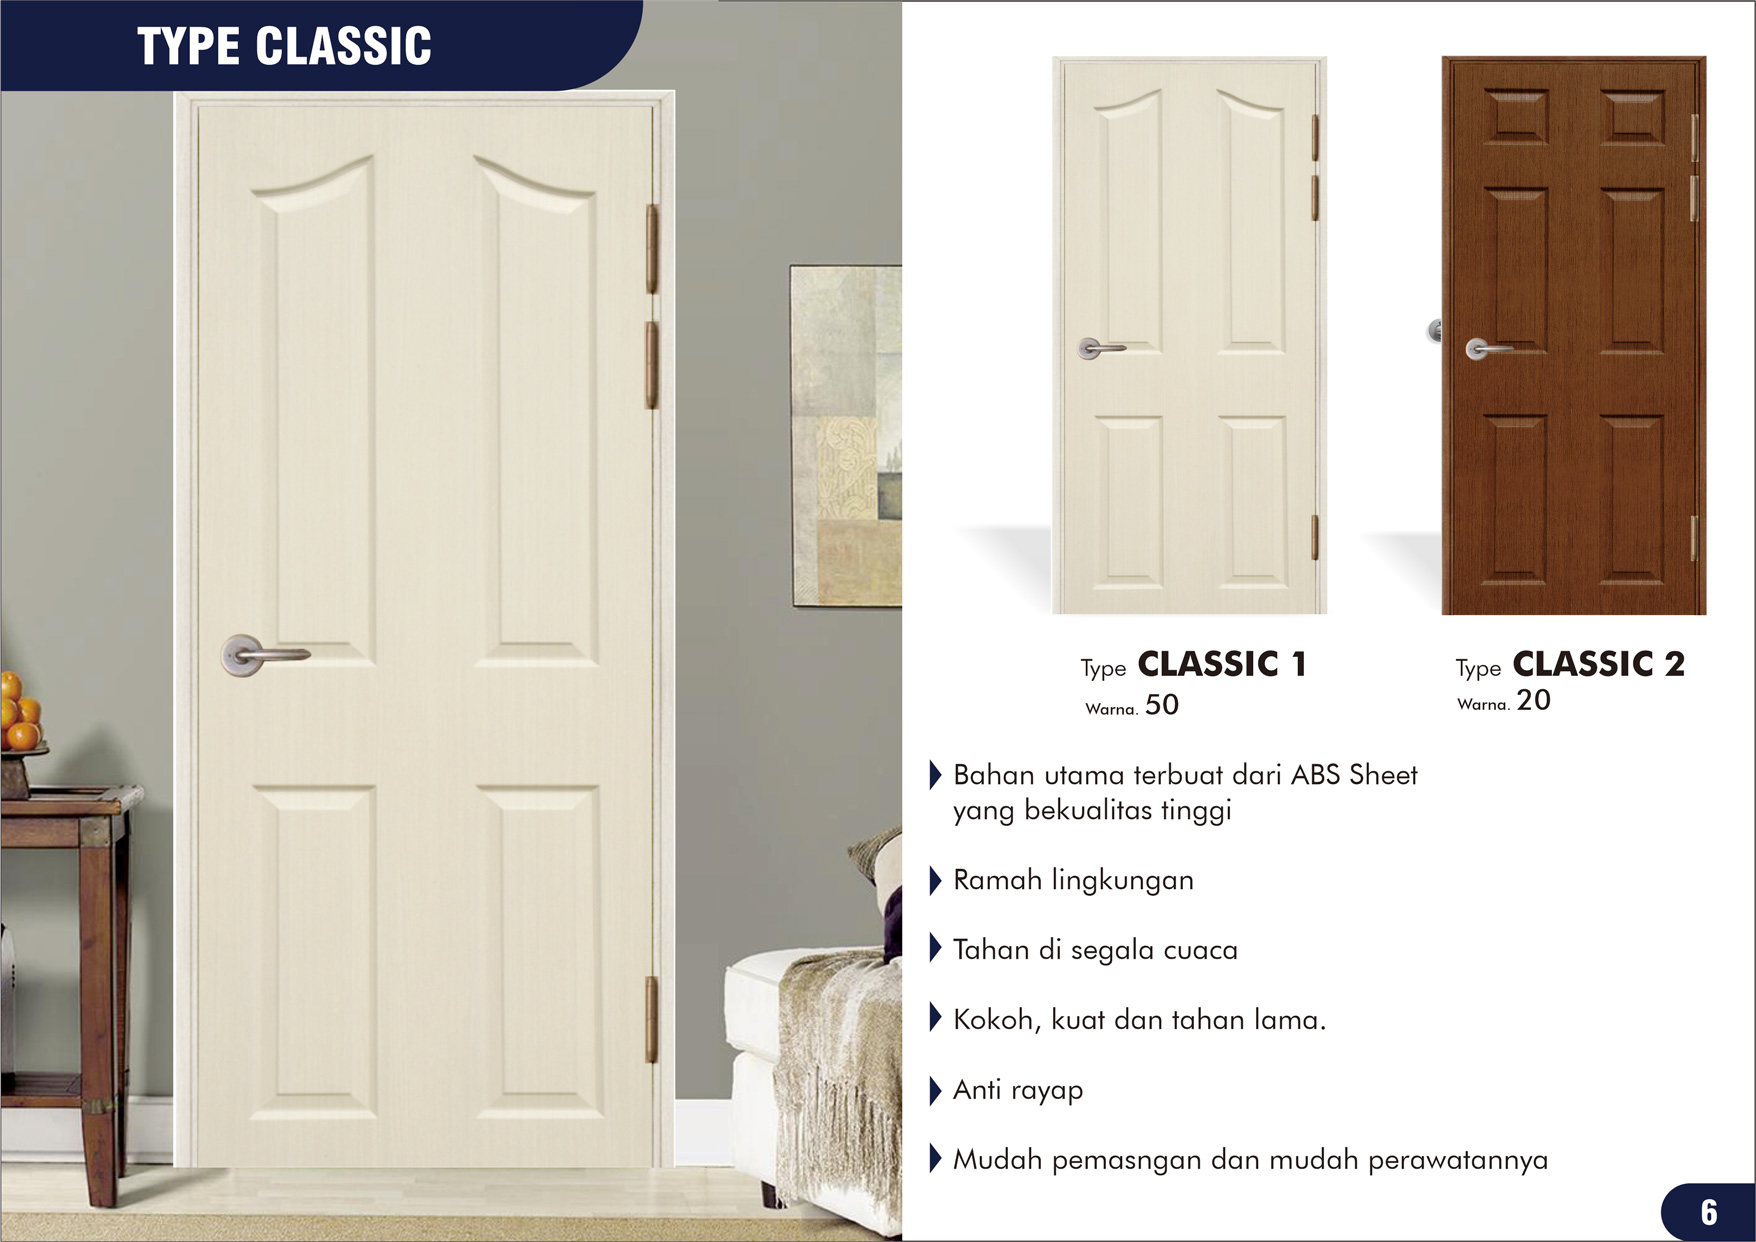 TYPE CLASSIC
Type CLASSIC 1
Warna. 50
Type CLASSIC 2
Warna. 20
Bahan utama terbuat dari ABS Sheet
yang bekualitas tinggi
Ramah lingkungan
Tahan di segala cuaca
Kokoh, kuat dan tahan lama.
Anti rayap
Mudah pemasngan dan mudah perawatannya
6